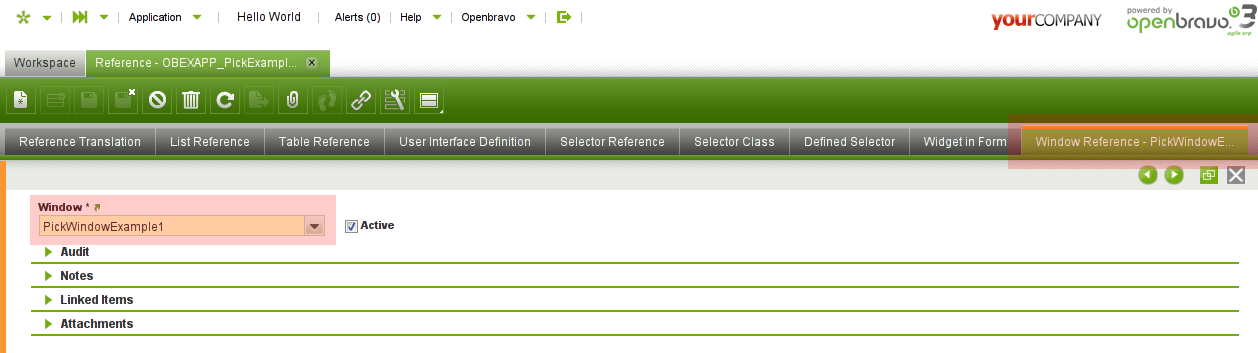 Application Hello World Alerts (0) Help Openbravo
yourCOMPANY
powered by
openbravo 3
agile erp
Workspace Reference - OBEXAPP_PickExampl...
Reference Translation List Reference Table Reference User Interface Definition Selector Reference Selector Class Defined Selector Widget in Form Window Reference - PickWindowE...
Window *
PickWindowExample1
Active
Audit
Notes
Linked Items
Attachments